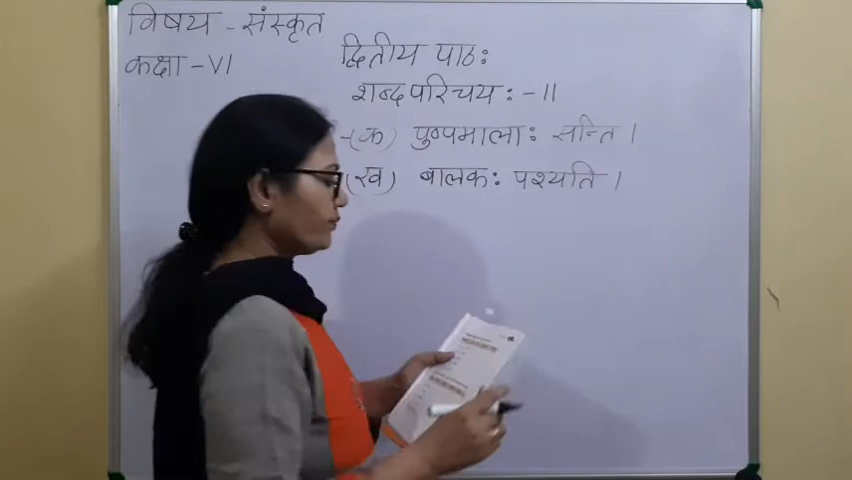 विषय - संस्कृत
कक्षा - VI
द्वितीय पाठः
शब्दपरिचयः - II
(क) पुष्पमालाः सन्ति ।
(ख) बालकः पश्यति ।